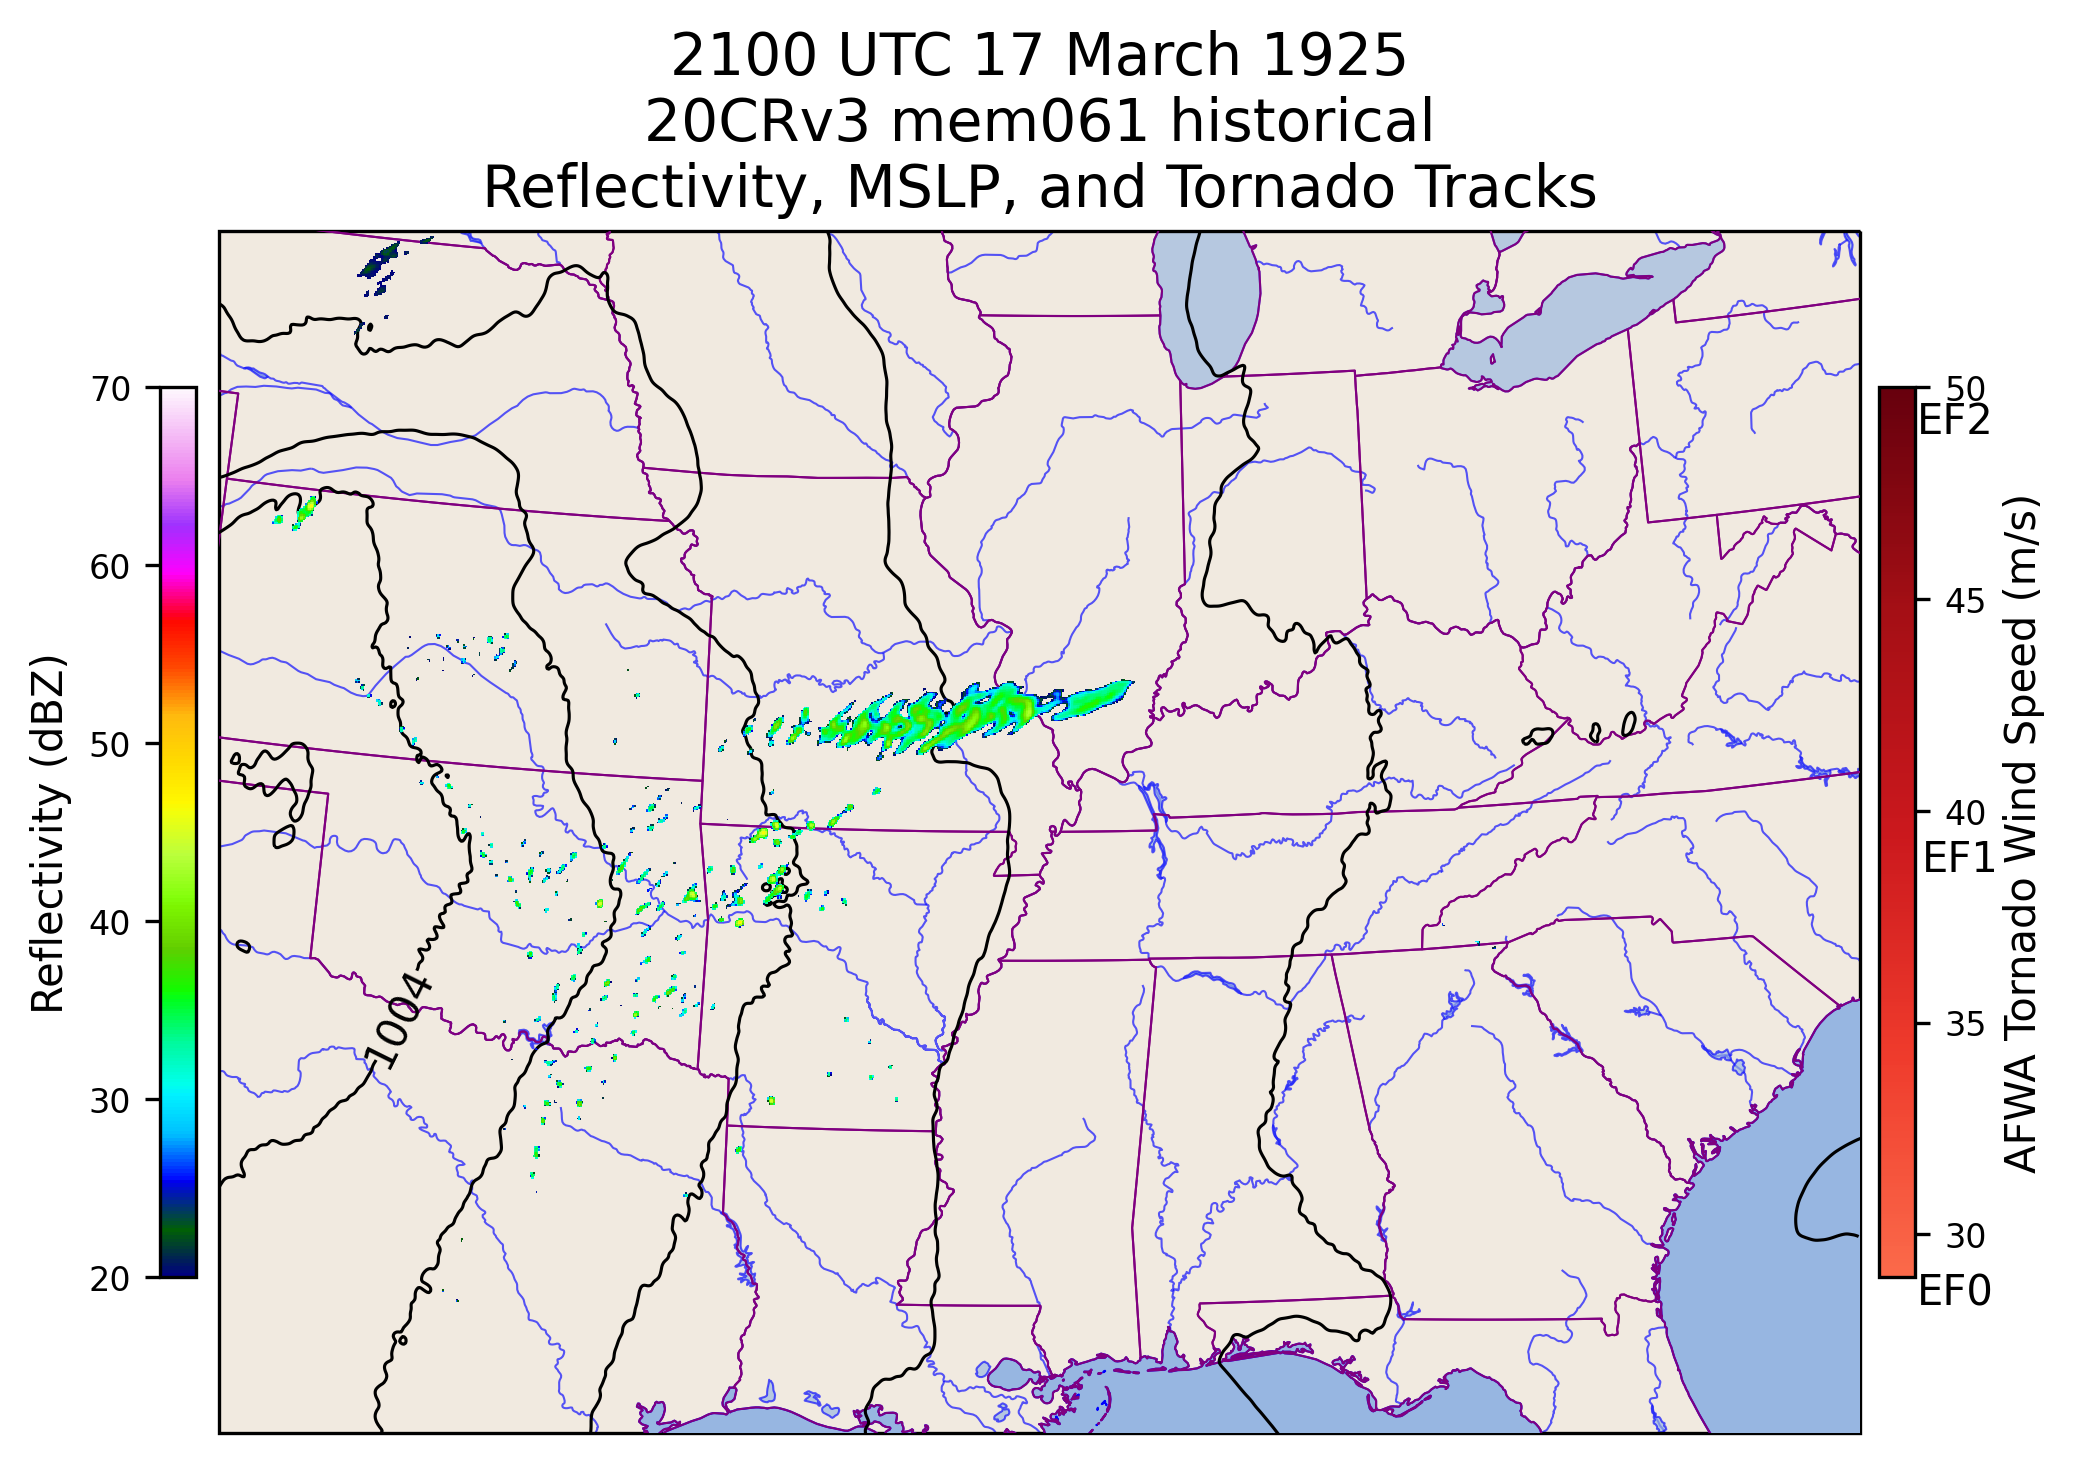 2100 UTC 17 March 1925
20CRv3 mem061 historical
Reflectivity, MSLP, and Tornado Tracks
70
60
50
40
30
20
Reflectivity (dBZ)
1004
50
EF2
45
40
EF1
35
30
EF0
AFWA Tornado Wind Speed (m/s)